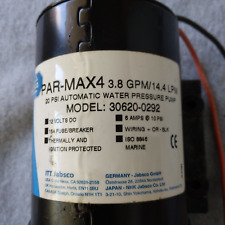 PAR-MAX4 3.8 GPM/14.4 LPM
20 PSI AUTOMATIC WATER PRESSURE PUMP
MODEL: 30620-0292
12 VOLTS DC
15A FUSE/BREAKER
THERMALLY AND
IGNITION
PROTECTED
6 AMPS @ 10 PSI
WIRING + OR - BLK
ISO 8846
MARINE
ITT Jabsco
GERMANY - Jabsco GmbH
JAPAN - NHK Jabsco Co. Ltd.